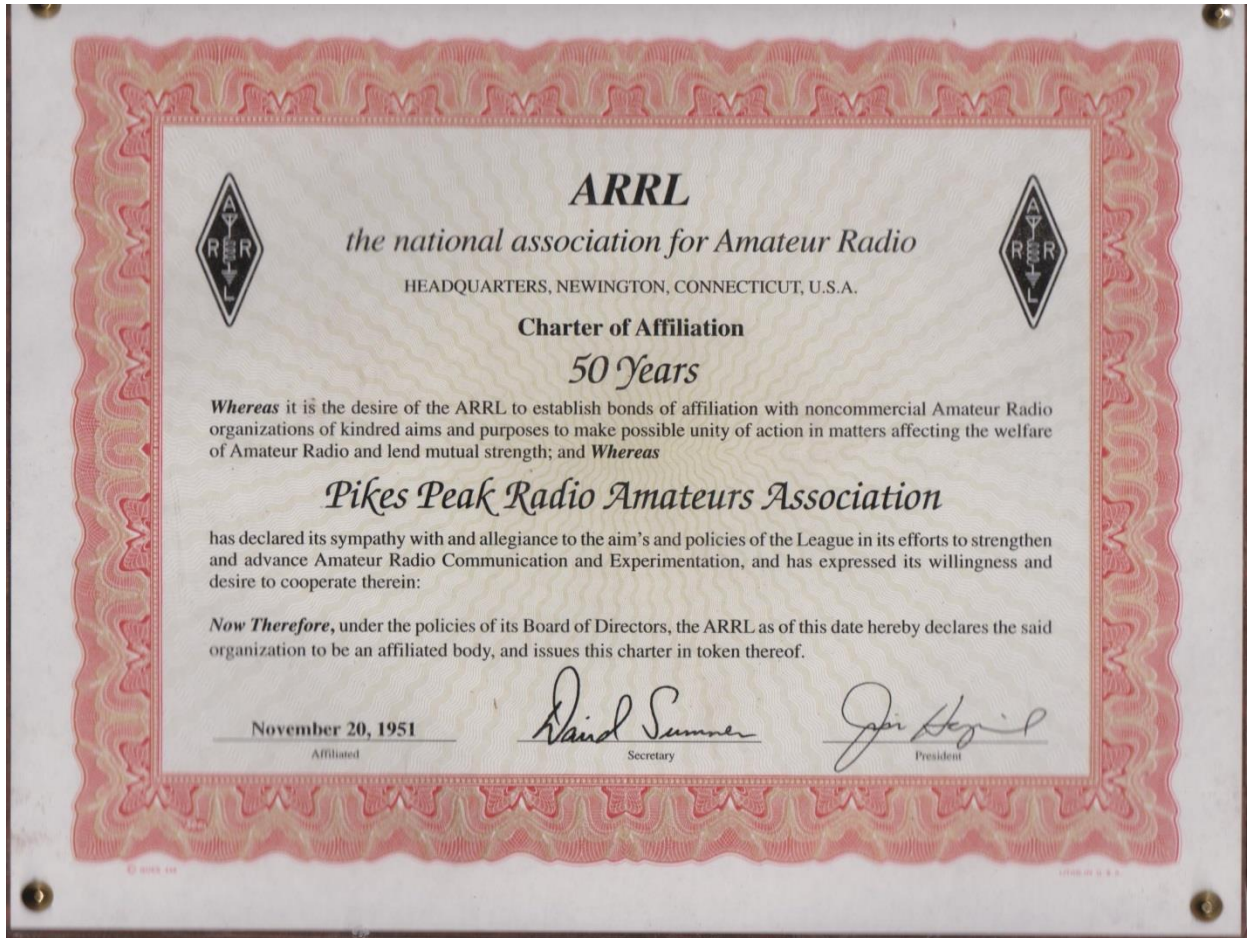 ARRL
the national association for Amateur Radio
HEADQUARTERS, NEWINGTON, CONNECTICUT, U.S.A.
A
R R
L
A
R R
L
Charter of Affiliation
50 Years
Whereas it is the desire of the ARRL to establish bonds of affiliation with noncommercial Amateur Radio
organizations of kindred aims and purposes to make possible unity of action in matters affecting the welfare
of Amateur Radio and lend mutual strength; and Whereas
Pikes Peak Radio Amateurs Association
has declared its sympathy with and allegiance to the aim's and policies of the League in its efforts to strengthen
and advance Amateur Radio Communication and Experimentation, and has expressed its willingness and
desire to cooperate therein:
Now Therefore, under the policies of its Board of Directors, the ARRL as of this date hereby declares the said
organization to be an affiliated body, and issues this charter in token thereof.
November 20, 1951 David Sumner Jim
Affiliated Secretary President